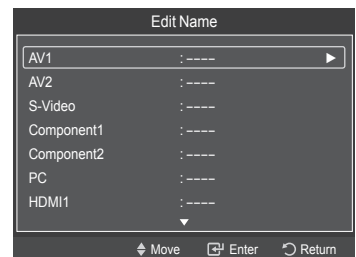 Edit Name
AV1 : ---- ►
AV2 : ----
S-Video : ----
Component1 : ----
Component2 : ----
PC : ----
HDMI1 : ----
▼
Move Enter Return